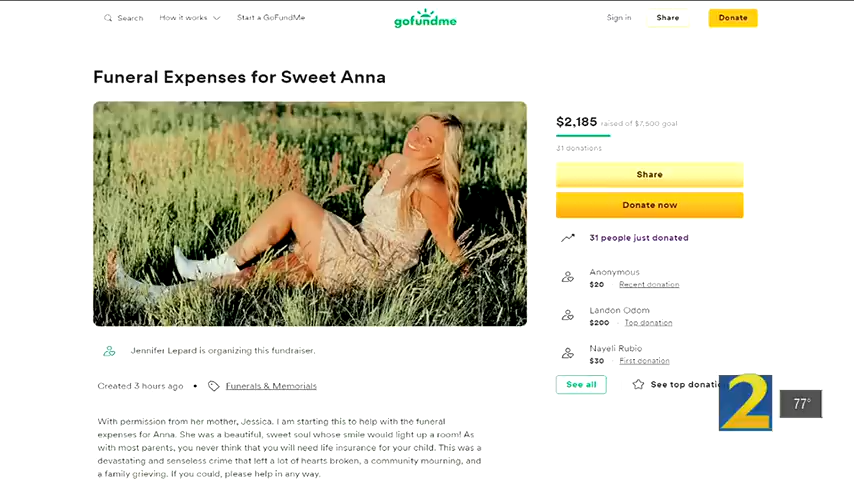 Search How it works Start a GoFundMe gofundme Sign in Share Donate
Funeral Expenses for Sweet Anna
$2,185 raised of $7,500 goal
31 donations
Share
Donate now
31 people just donated
Anonymous
$20 Recent donation
Landon Odom
$200 · Top donation
Nayeli Rubio
$30 · First donation
See all See top donatio
Jennifer Lepard is organizing this fundraiser.
Created 3 hours ago • Funerals & Memorials
With permission from her mother, Jessica. I am starting this to help with the funeral
expenses for Anna. She was a beautiful, sweet soul whose smile would light up a room! As
with most parents, you never think that you will need life insurance for your child. This was a
devastating and senseless crime that left a lot of hearts broken, a community mourning, and
a family grieving. If you could, please help in any way.
2
77°